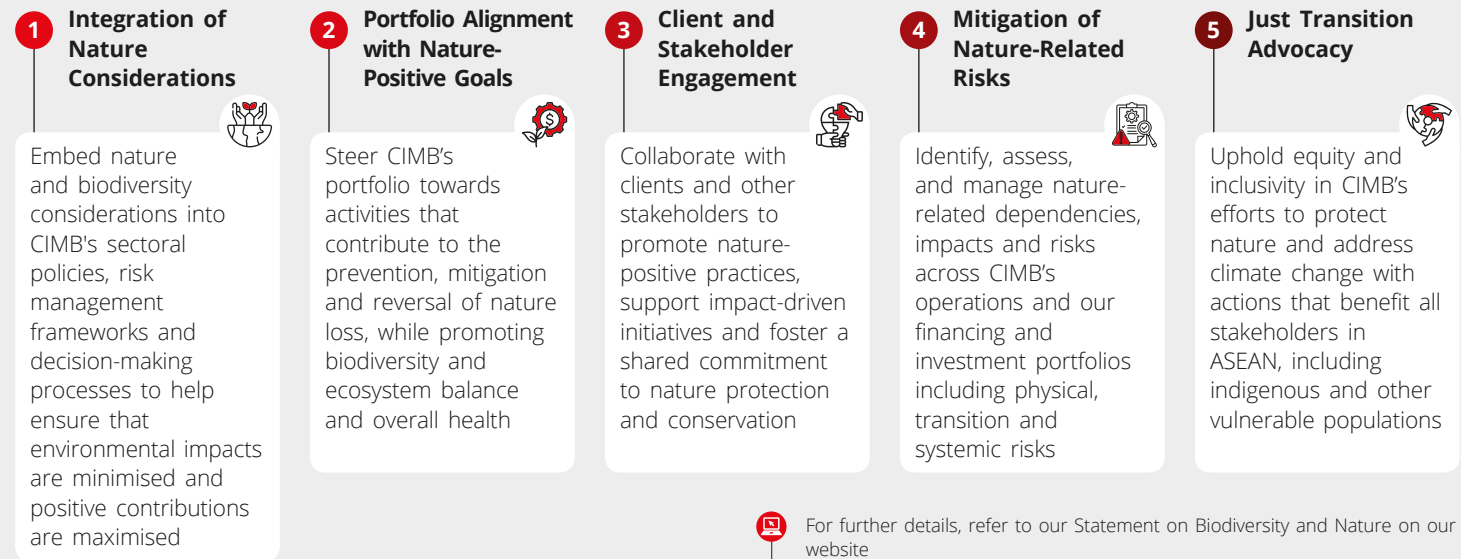 1
Integration of
Nature
Considerations
Embed nature
and biodiversity
considerations into
CIMB's sectoral
policies, risk
management
frameworks and
decision-making
processes to help
ensure that
environmental impacts
are minimised and
positive contributions
are maximised
2
Portfolio Alignment
with Nature-
Positive Goals
Steer CIMB’s
portfolio towards
activities that
contribute to the
prevention, mitigation
and reversal of nature
loss, while promoting
biodiversity and
ecosystem balance
and overall health
3
Client and
Stakeholder
Engagement
Collaborate with
clients and other
stakeholders to
promote nature-
positive practices,
support impact-driven
initiatives and foster a
shared commitment
to nature protection
and conservation
4
Mitigation of
Nature-Related
Risks
Identify, assess,
and manage nature-
related dependencies,
impacts and risks
across CIMB’s
operations and our
financing and
investment portfolios
including physical,
transition and
systemic risks
5
Just Transition
Advocacy
Uphold equity and
inclusivity in CIMB’s
efforts to protect
nature and address
climate change with
actions that benefit all
stakeholders in
ASEAN, including
indigenous and other
vulnerable populations
For further details, refer to our Statement on Biodiversity and Nature on our
website